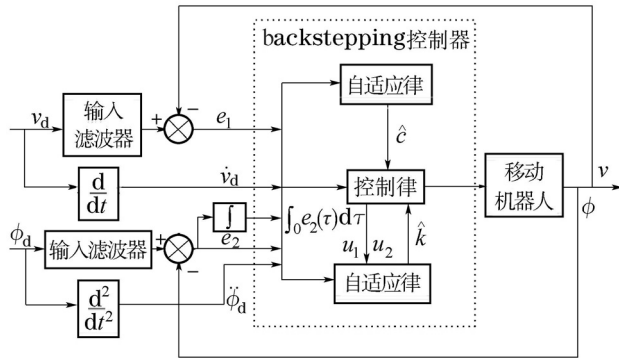 backstepping控制器
自适应律
v_d
输入
滤波器
+
−
e_1
ĉ
d/dt
v̇_d
控制律
移动
机器人
v
ϕ
∫
∫_0 e_2(τ)dτ
ϕ_d
输入滤波器
+
−
e_2
u_1
u_2
k̂
自适应律
d²/dt²
ϕ̈_d